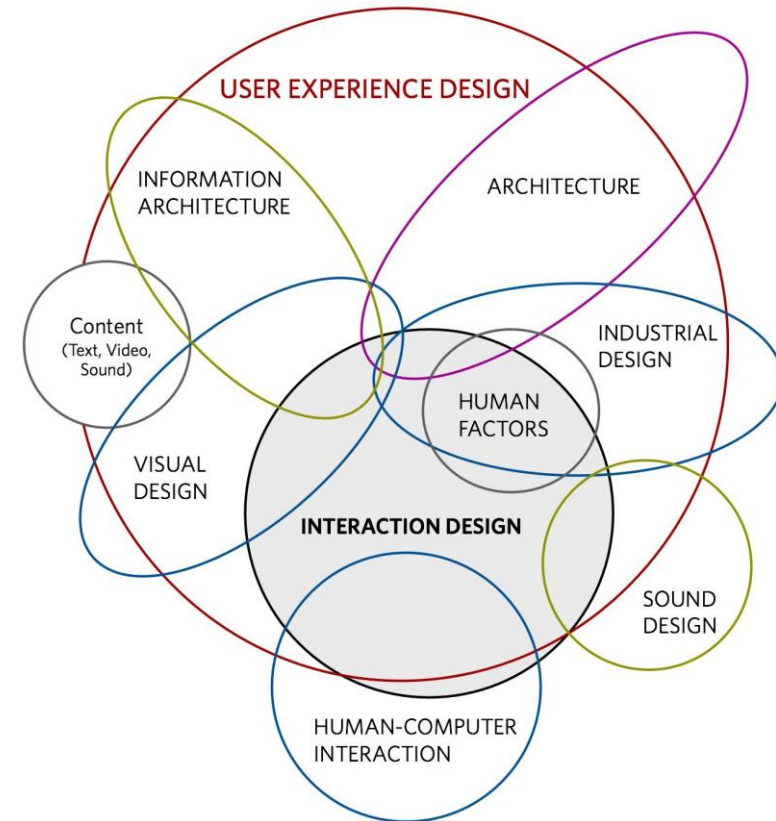 USER EXPERIENCE DESIGN
INFORMATION
ARCHITECTURE
ARCHITECTURE
Content
(Text, Video,
Sound)
INDUSTRIAL
DESIGN
HUMAN
FACTORS
VISUAL
DESIGN
INTERACTION DESIGN
SOUND
DESIGN
HUMAN-COMPUTER
INTERACTION